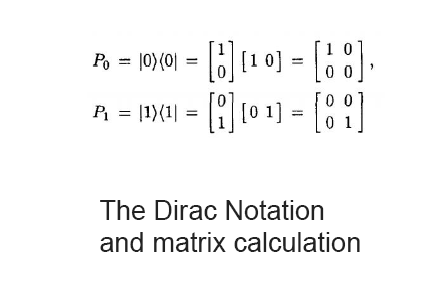 P₀ = |0⟩⟨0| = [1 0] [1 0] = [1 0 0 0],
P₁ = |1⟩⟨1| = [0 1] [0 1] = [0 0 0 1]
The Dirac Notation
and matrix calculation